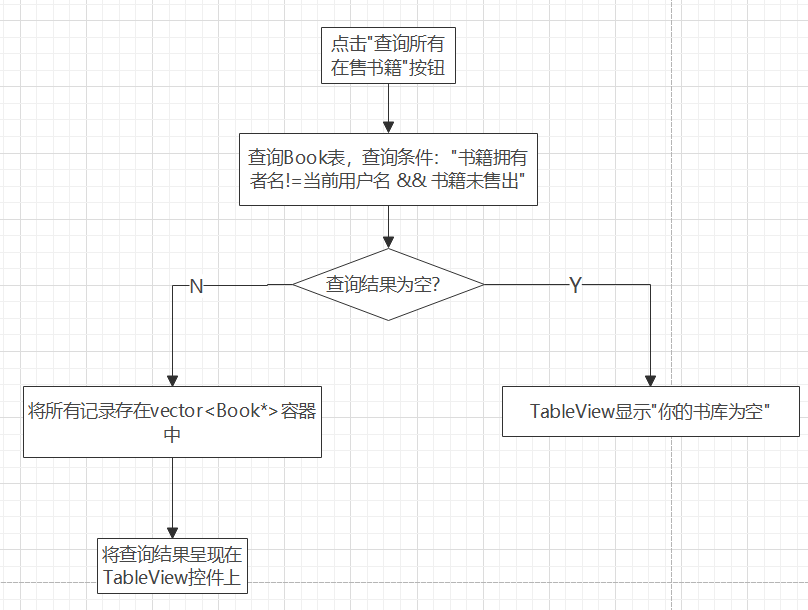 点击"查询所有
在售书籍"按钮
查询Book表，查询条件："书籍拥有
者名!=当前用户名 && 书籍未售出"
查询结果为空?
N
Y
将所有记录存在vector<Book*>容器
中
TableView显示"你的书库为空"
将查询结果呈现在
TableView控件上